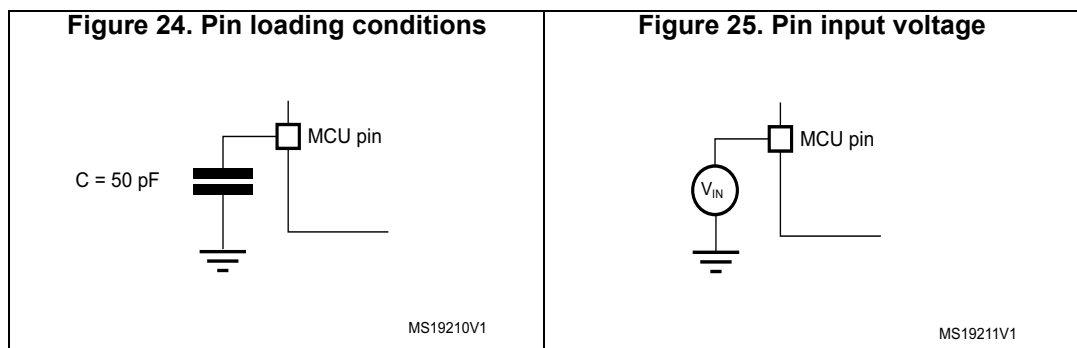 Figure 24. Pin loading conditions
MCU pin
C = 50 pF
MS19210V1
Figure 25. Pin input voltage
MCU pin
VIN
MS19211V1